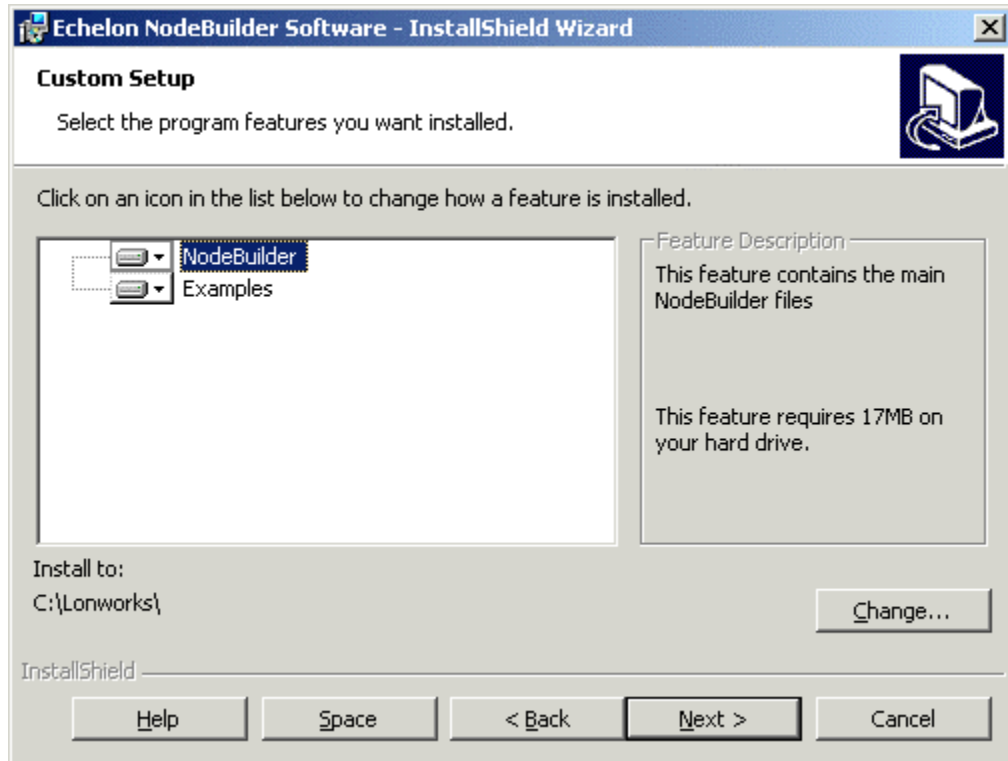 Echelon NodeBuilder Software - InstallShield Wizard
Custom Setup
Select the program features you want installed.
Click on an icon in the list below to change how a feature is installed.
NodeBuilder
Examples
Feature Description
This feature contains the main
NodeBuilder files
This feature requires 17MB on
your hard drive.
Install to:
C:\Lonworks\
Change...
InstallShield
Help
Space
< Back
Next >
Cancel